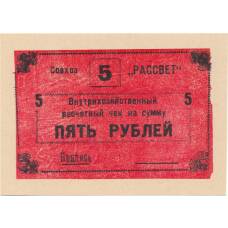 Совхоз 5 „РАССВЕТ"
5 Внутрихозяйственный 5
расчетный чек на сумму
ПЯТЬ РУБЛЕЙ
Подпись